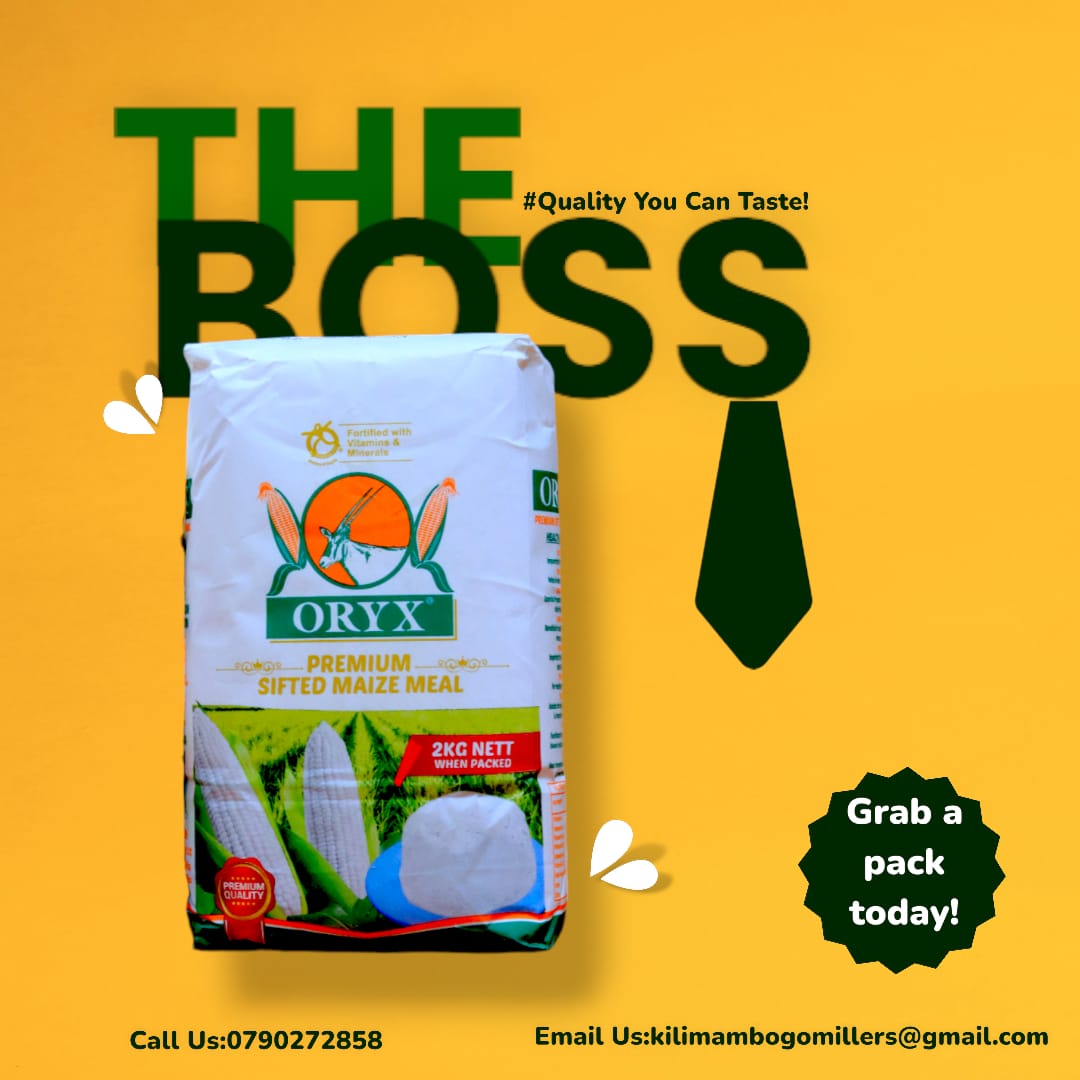 THE
#Quality You Can Taste!
BOSS
Fortified with
Vitamins &
Minerals
ORYX
PREMIUM
SIFTED MAIZE MEAL
2KG NETT
WHEN PACKED
PREMIUM
QUALITY
Grab a
pack
today!
Call Us:0790272858
Email Us:kilimambogomillers@gmail.com